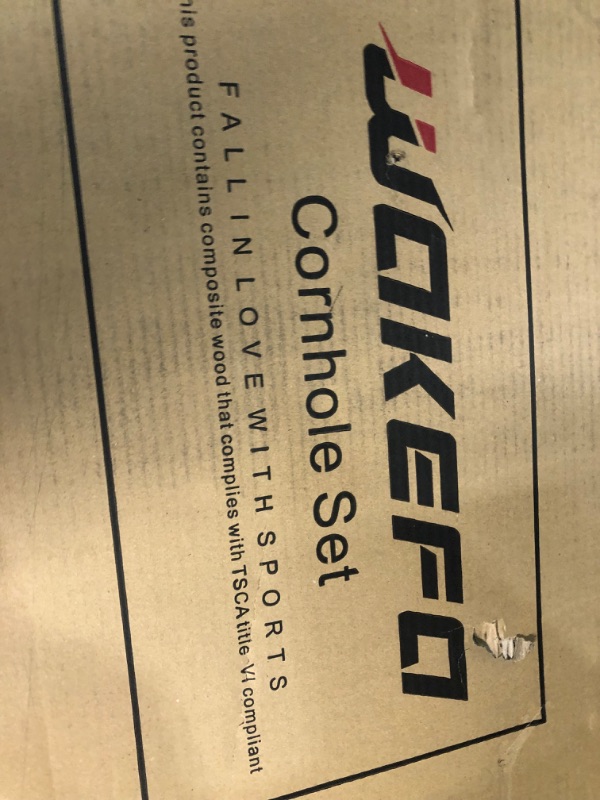 WOKEFO
Cornhole Set
FALL IN LOVE WITH SPORTS
his product contains composite wood that complies with TSCA title VI compliant